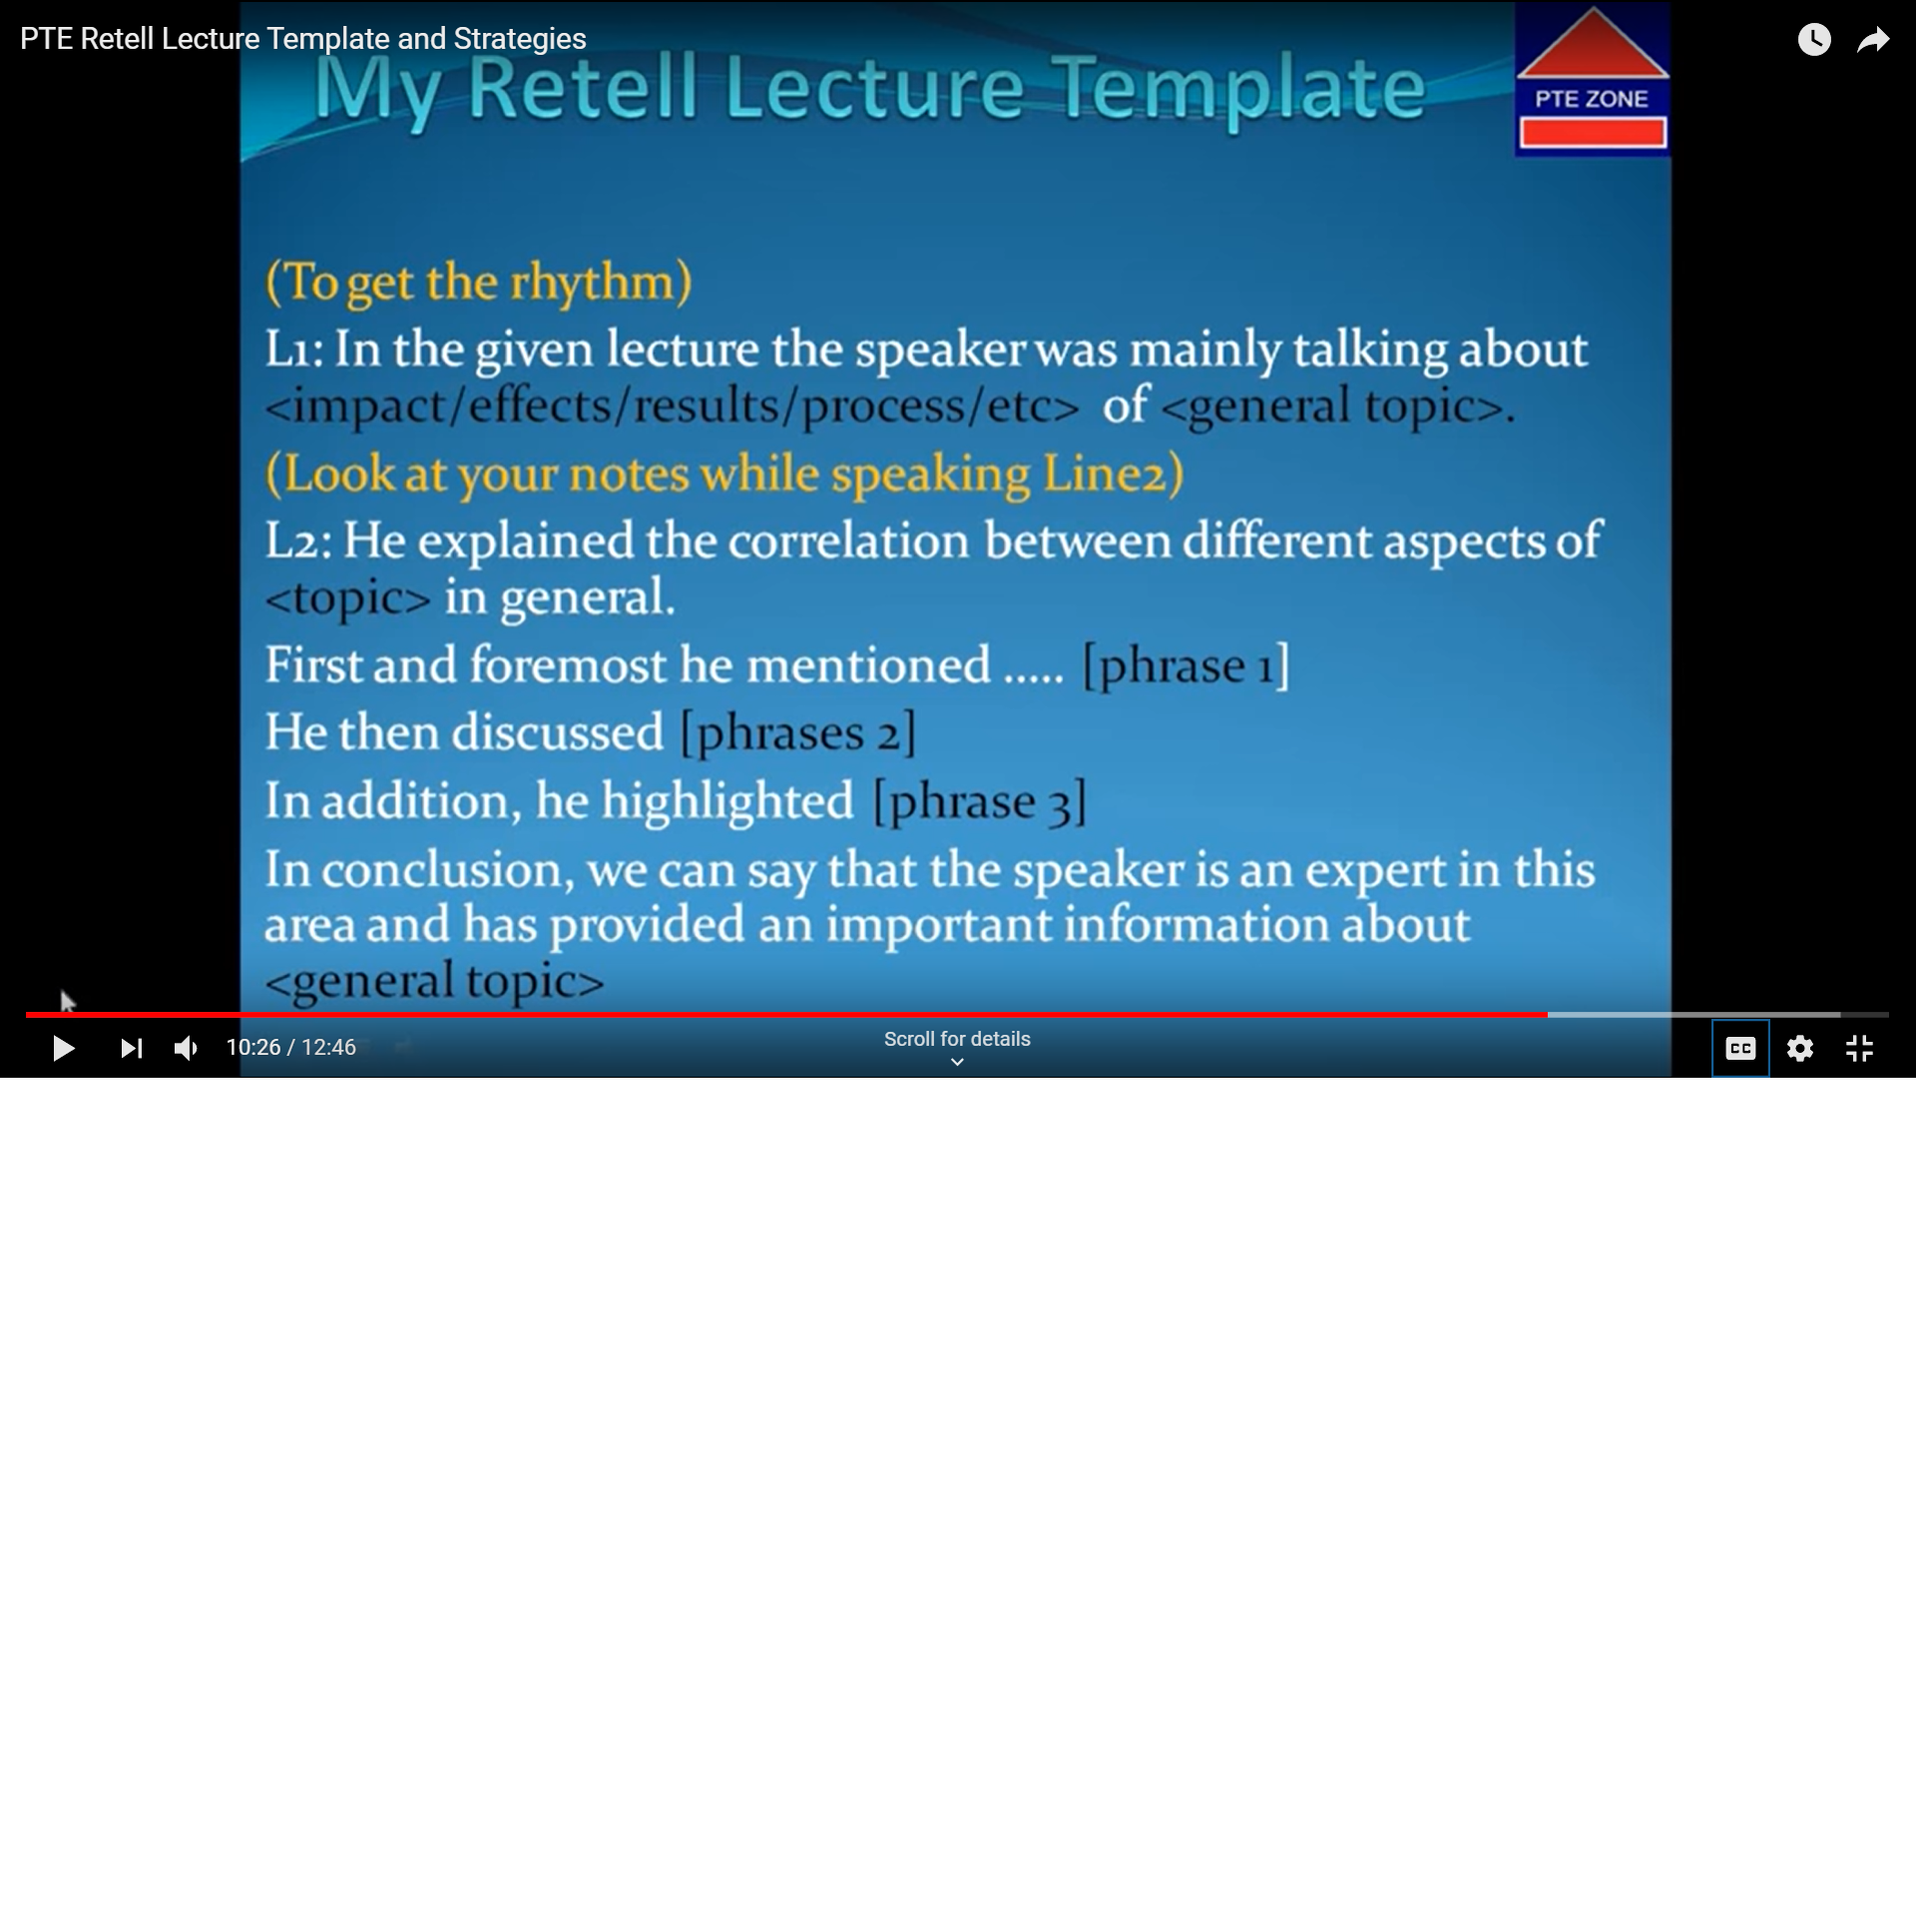 PTE Retell Lecture Template and Strategies
My Retell Lecture Template
PTE ZONE
(To get the rhythm)
L1: In the given lecture the speaker was mainly talking about
<impact/effects/results/process/etc> of <general topic>.
(Look at your notes while speaking Line2)
L2: He explained the correlation between different aspects of
<topic> in general.
First and foremost he mentioned ..... [phrase 1]
He then discussed [phrases 2]
In addition, he highlighted [phrase 3]
In conclusion, we can say that the speaker is an expert in this
area and has provided an important information about
<general topic>
10:26 / 12:46
Scroll for details
CC